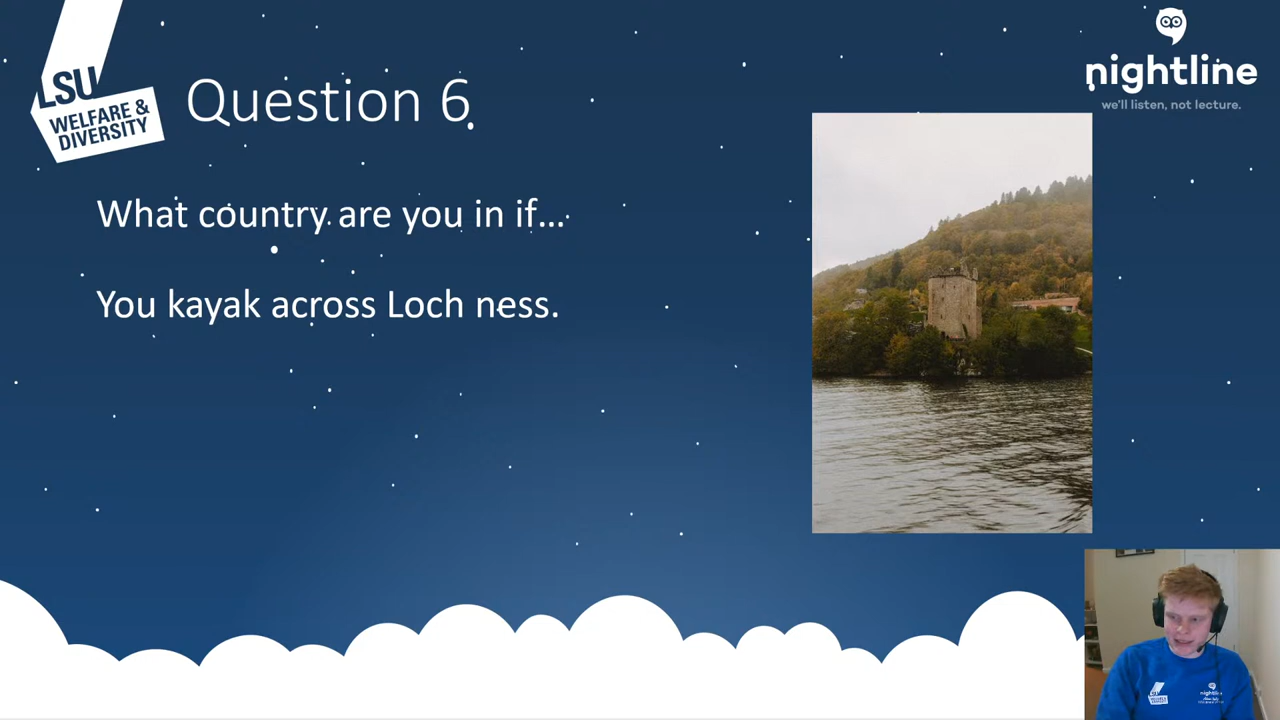 LSU
WELFARE &
DIVERSITY
Question 6
nightline
we'll listen, not lecture.
What country are you in if...
You kayak across Loch ness.
nightline